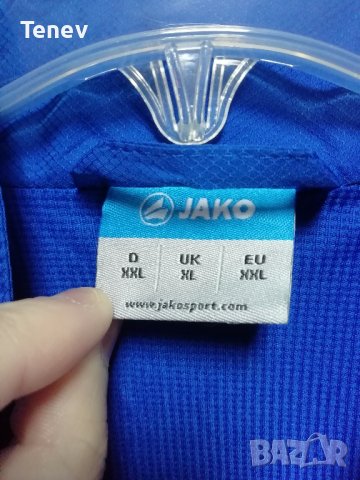 Tenev
JAKO
D UK EU
XXL XL XXL
www.jakosport.com
BAZAR